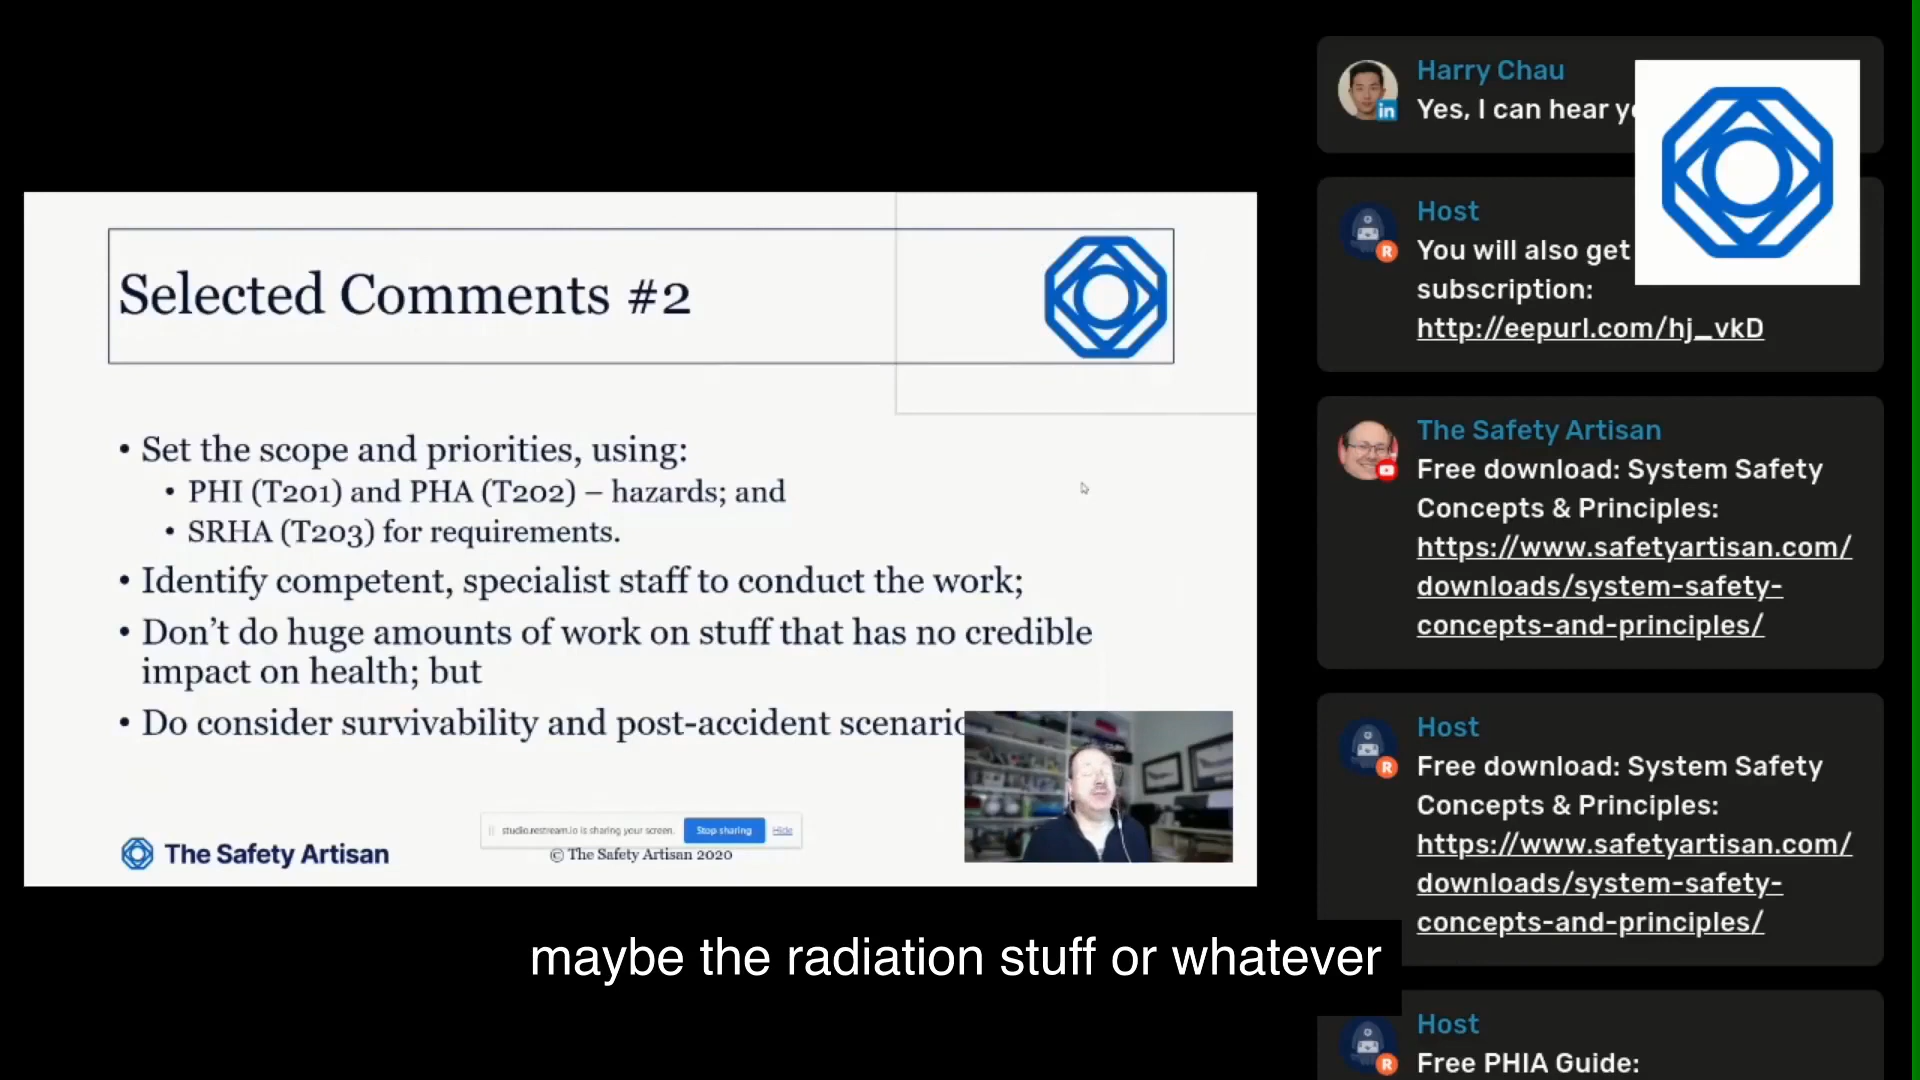 Selected Comments #2
• Set the scope and priorities, using:
• PHI (T201) and PHA (T202) – hazards; and
• SRHA (T203) for requirements.
• Identify competent, specialist staff to conduct the work;
• Don't do huge amounts of work on stuff that has no credible
impact on health; but
• Do consider survivability and post-accident scenario
studio.restream.io is sharing your screen.
Stop sharing
Hide
The Safety Artisan
© The Safety Artisan 2020
maybe the radiation stuff or whatever
Harry Chau
Yes, I can hear
Host
You will also get
subscription:
http://eepurl.com/hj_vkD
The Safety Artisan
Free download: System Safety
Concepts & Principles:
https://www.safetyartisan.com/
downloads/system-safety-
concepts-and-principles/
Host
Free download: System Safety
Concepts & Principles:
https://www.safetyartisan.com/
downloads/system-safety-
concepts-and-principles/
Host
Free PHIA Guide: